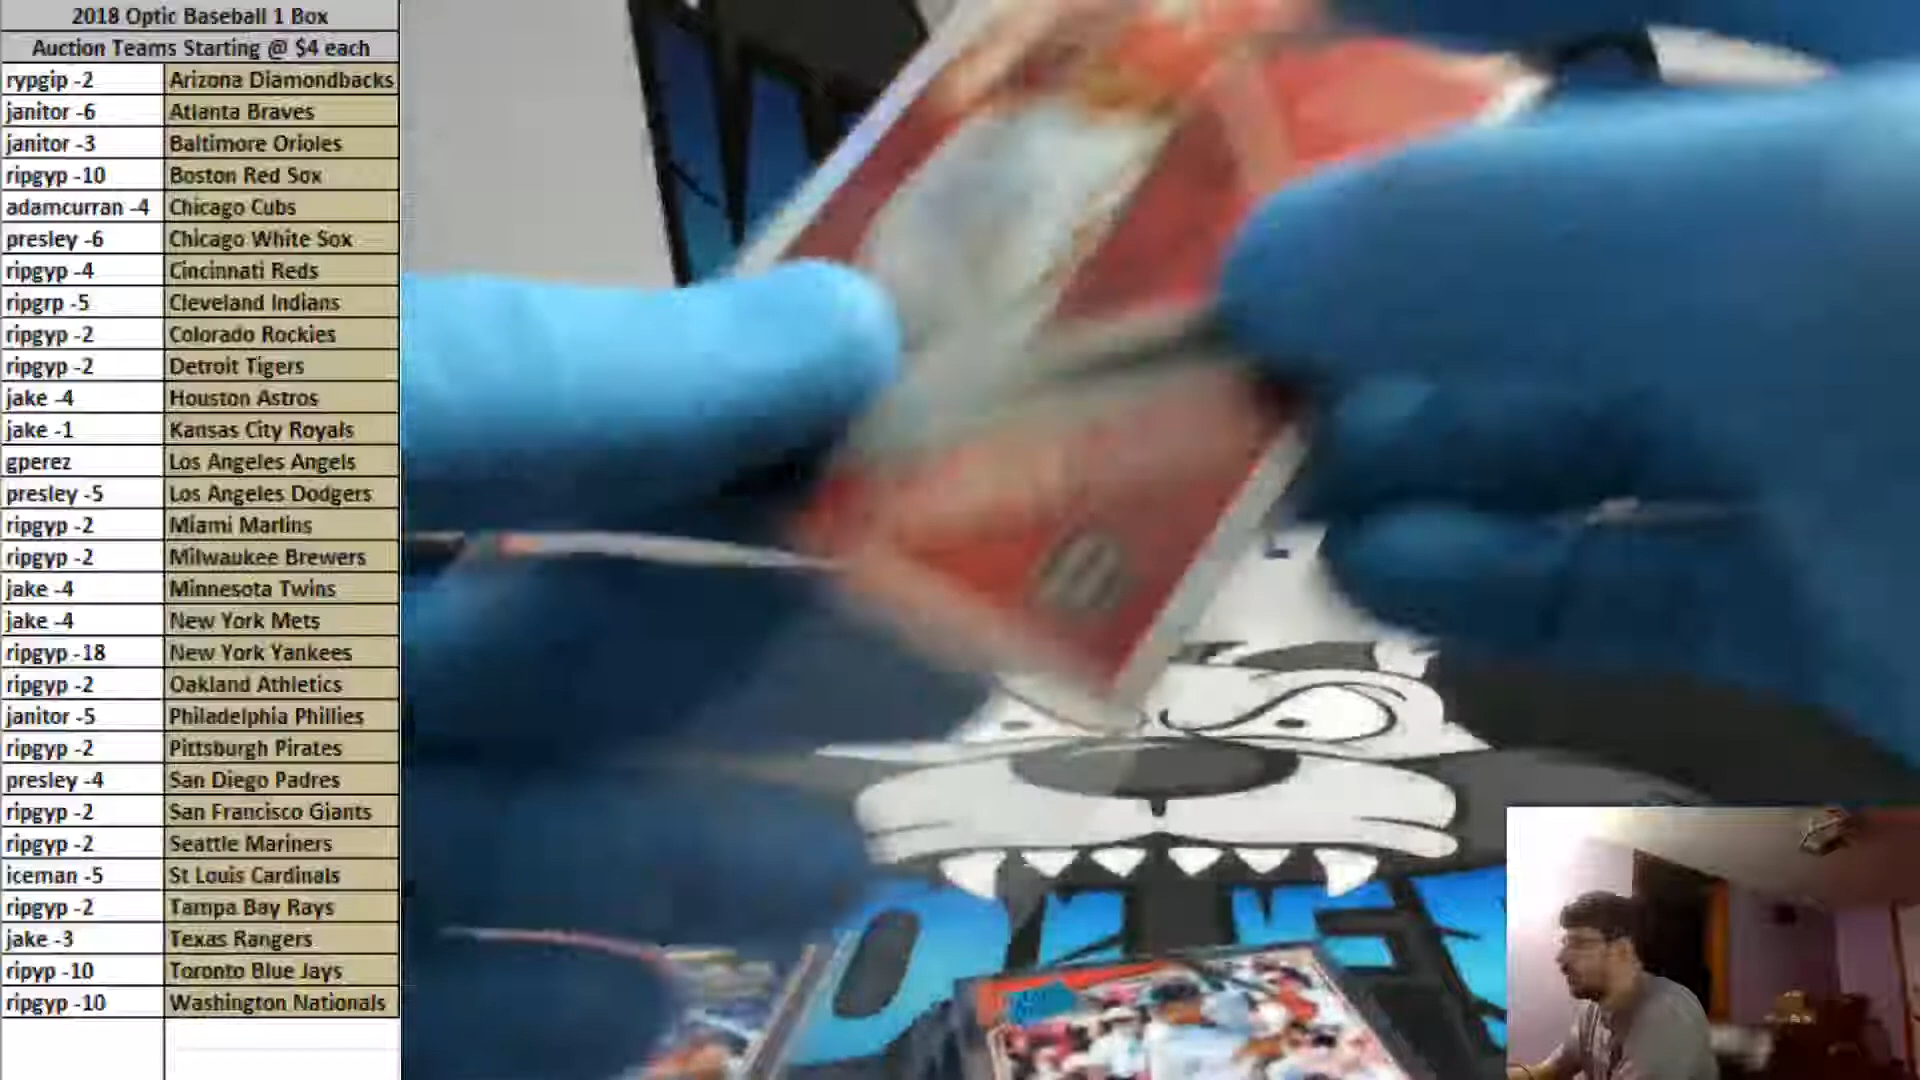 2018 Optic Baseball 1 Box
Auction Teams Starting @ $4 each
rypgip -2 Arizona Diamondbacks
janitor -6 Atlanta Braves
janitor -3 Baltimore Orioles
ripgyp -10 Boston Red Sox
adamcurran -4 Chicago Cubs
presley -6 Chicago White Sox
ripgyp -4 Cincinnati Reds
ripgrp -5 Cleveland Indians
ripgyp -2 Colorado Rockies
ripgyp -2 Detroit Tigers
jake -4 Houston Astros
jake -1 Kansas City Royals
gperez Los Angeles Angels
presley -5 Los Angeles Dodgers
ripgyp -2 Miami Marlins
ripgyp -2 Milwaukee Brewers
jake -4 Minnesota Twins
jake -4 New York Mets
ripgyp -18 New York Yankees
ripgyp -2 Oakland Athletics
janitor -5 Philadelphia Phillies
ripgyp -2 Pittsburgh Pirates
presley -4 San Diego Padres
ripgyp -2 San Francisco Giants
ripgyp -2 Seattle Mariners
iceman -5 St Louis Cardinals
ripgyp -2 Tampa Bay Rays
jake -3 Texas Rangers
ripyp -10 Toronto Blue Jays
ripgyp -10 Washington Nationals